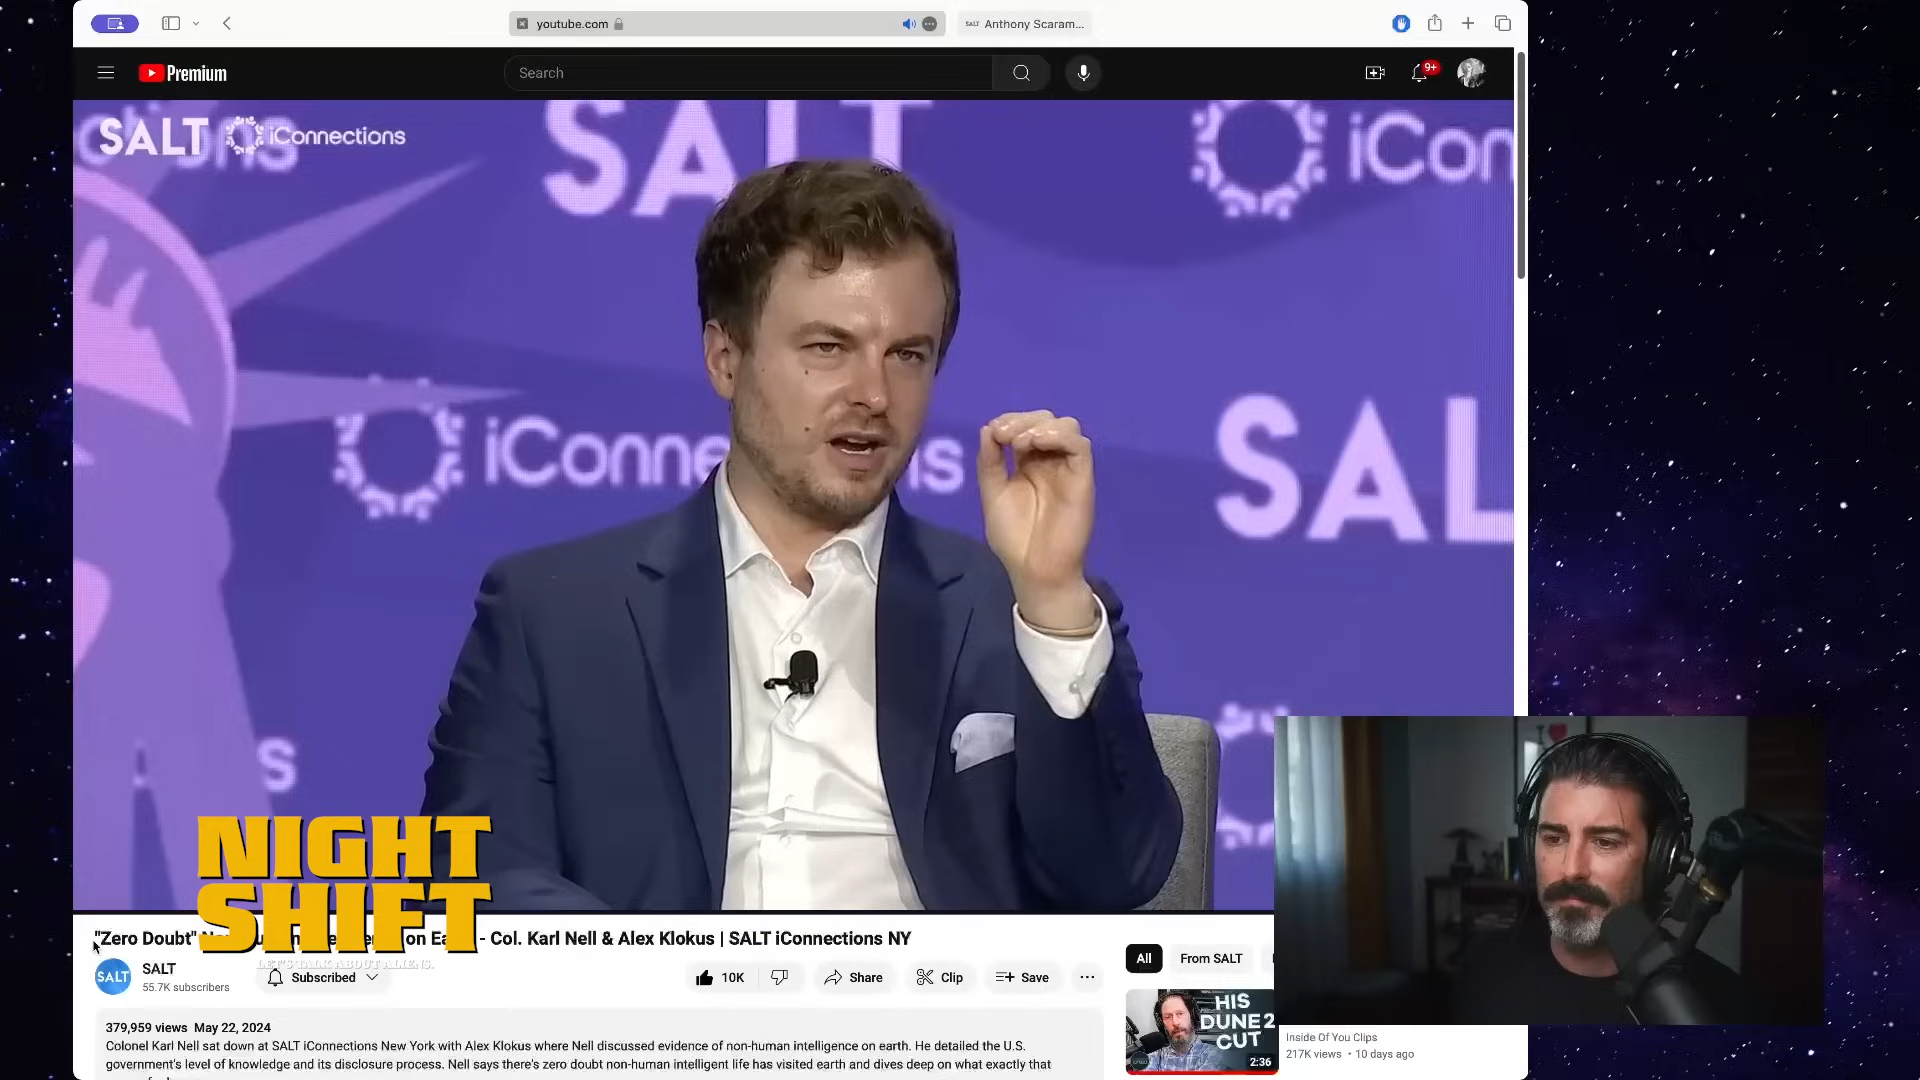 youtube.com
SALT Anthony Scaram...
Premium
Search
9+
SALT iConnections
SALT
iCon
iConne
ns
SAL
NIGHT
SHIFT
LET'S TALK ABOUT ALIENS.
"Zero Doubt" on Ea - Col. Karl Nell & Alex Klokus | SALT iConnections NY
SALT
SALT
55.7K subscribers
Subscribed
10K
Share
Clip
Save
All
From SALT
379,959 views May 22, 2024
Colonel Karl Nell sat down at SALT iConnections New York with Alex Klokus where Nell discussed evidence of non-human intelligence on earth. He detailed the U.S.
government's level of knowledge and its disclosure process. Nell says there's zero doubt non-human intelligent life has visited earth and dives deep on what exactly that
HIS
DUNE 2
CUT
2:36
Inside Of You Clips
217K views • 10 days ago